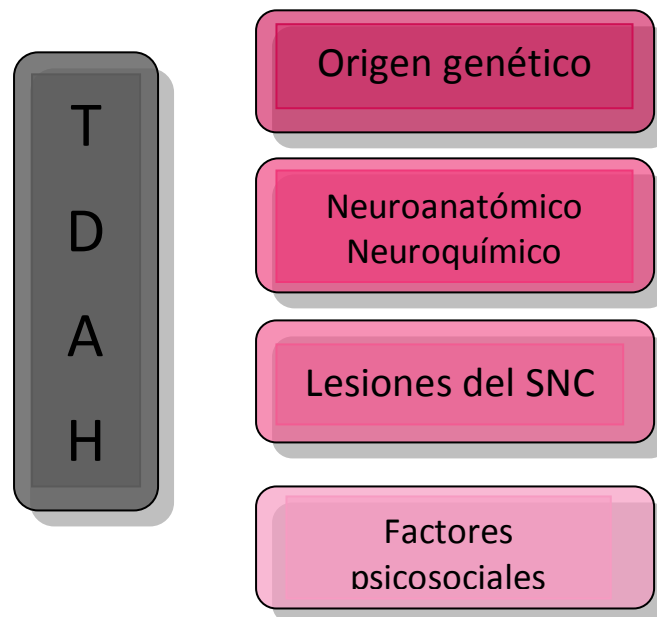 T
D
A
H
Origen genético
Neuroanatómico
Neuroquímico
Lesiones del SNC
Factores
psicosociales